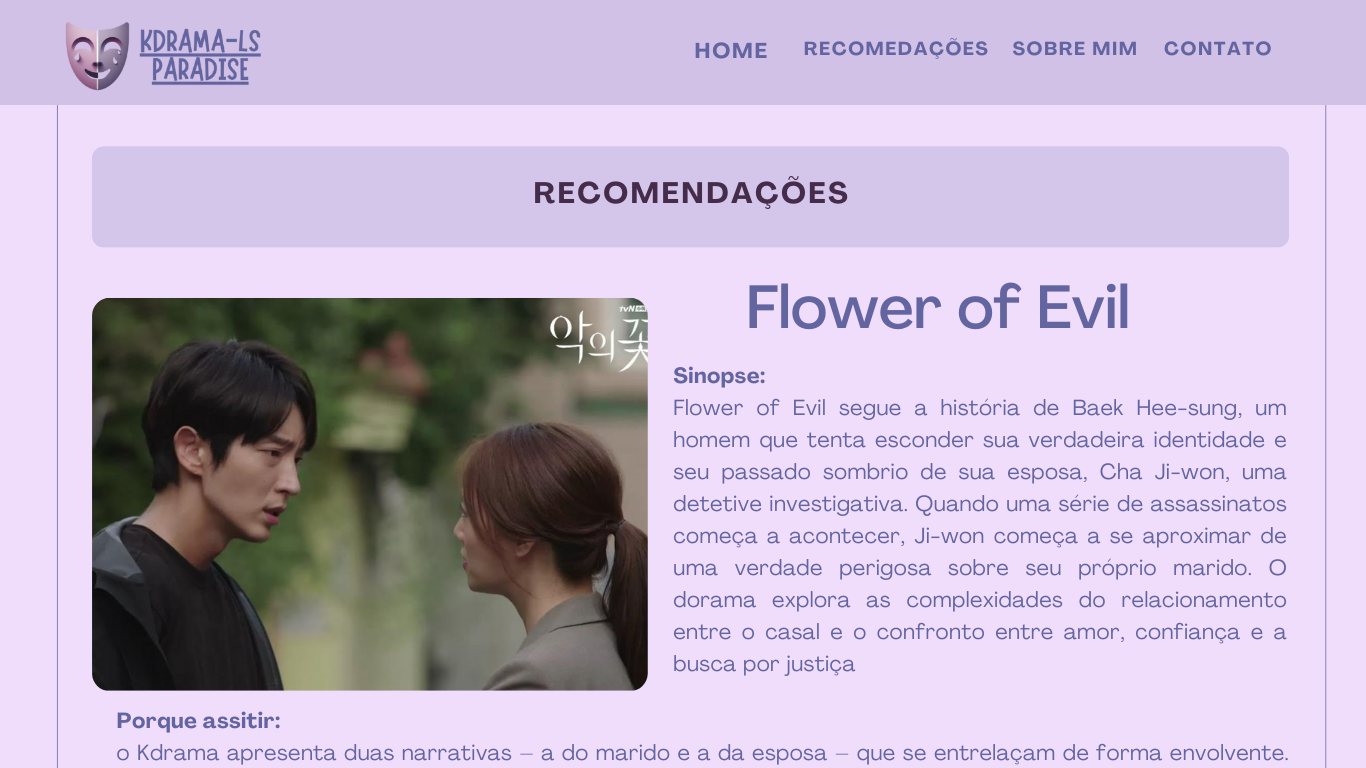 KDRAMA-LS
PARADISE
HOME
RECOMEDAÇÕES
SOBRE MIM
CONTATO
RECOMENDAÇÕES
tvN
악의꽃
Flower of Evil
Sinopse:
Flower of Evil segue a história de Baek Hee-sung, um
homem que tenta esconder sua verdadeira identidade e
seu passado sombrio de sua esposa, Cha Ji-won, uma
detetive investigativa. Quando uma série de assassinatos
começa a acontecer, Ji-won começa a se aproximar de
uma verdade perigosa sobre seu próprio marido. O
dorama explora as complexidades do relacionamento
entre o casal e o confronto entre amor, confiança e a
busca por justiça
Porque assitir:
o Kdrama apresenta duas narrativas – a do marido e a da esposa – que se entrelaçam de forma envolvente.